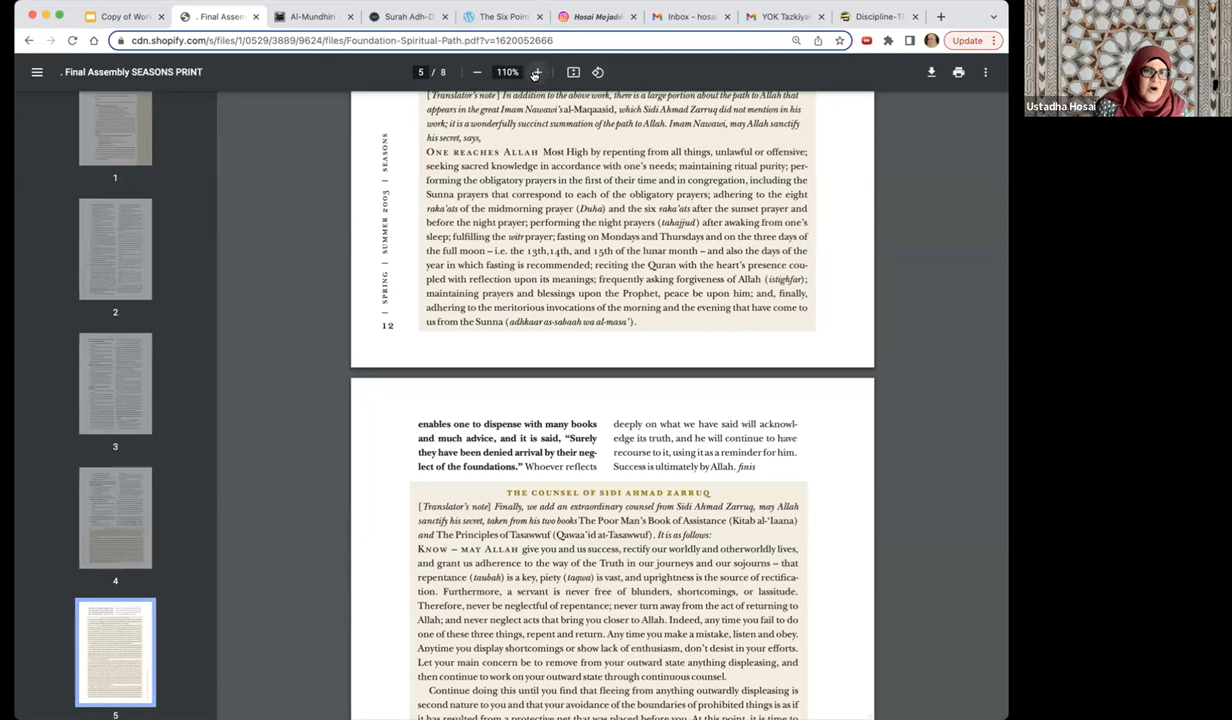 Copy of Work
. Final Assem
Al-Mundhiri
Surah Adh-D
The Six Point
Hosai Mojadd
Inbox – hosai
YOK Tazkiyal
Discipline-Th
cdn.shopify.com/s/files/1/0529/3889/9624/files/Foundation-Spiritual-Path.pdf?v=1620052666
Update
. Final Assembly SEASONS PRINT
5 / 8
110%
Ustadha Hosai
1
2
3
4
5
[Translator's note] In addition to the above work, there is a large portion about the path to Allah that
appears in the great Imam Nawawi's al-Maqaasid, which Sidi Ahmad Zarruq did not mention in his
work; it is a wonderfully succinct summation of the path to Allah. Imam Nawawi, may Allah sanctify
his secret, says,
ONE REACHES ALLAH Most High by repenting from all things, unlawful or offensive;
seeking sacred knowledge in accordance with one's needs; maintaining ritual purity; per-
forming the obligatory prayers in the first of their time and in congregation, including the
Sunna prayers that correspond to each of the obligatory prayers; adhering to the eight
raka'ats of the midmorning prayer (Duha) and the six raka'ats after the sunset prayer and
before the night prayer; performing the night prayers (tahajjud) after awaking from one's
sleep; fulfilling the witr prayer; fasting on Mondays and Thursdays and on the three days of
the full moon – i.e. the 13th, 14th, and 15th of the lunar month – and also the days of the
year in which fasting is recommended; reciting the Quran with the heart's presence cou-
pled with reflection upon its meanings; frequently asking forgiveness of Allah (istighfar);
maintaining prayers and blessings upon the Prophet, peace be upon him; and, finally,
adhering to the meritorious invocations of the morning and the evening that have come to
us from the Sunna (adhkaar as-sabaah wa al-masa').
| SPRING | SUMMER 2003 | SEASONS
12
enables one to dispense with many books
and much advice, and it is said, “Surely
they have been denied arrival by their neg-
lect of the foundations.” Whoever reflects
deeply on what we have said will acknowl-
edge its truth, and he will continue to have
recourse to it, using it as a reminder for him.
Success is ultimately by Allah. finis
THE COUNSEL OF SIDI AHMAD ZARRUQ
[Translator's note] Finally, we add an extraordinary counsel from Sidi Ahmad Zarruq, may Allah
sanctify his secret, taken from his two books The Poor Man's Book of Assistance (Kitab al-'Iaana)
and The Principles of Tasawwuf (Qawaa'id at-Tasawwuf). It is as follows:
KNOW – MAY ALLAH give you and us success, rectify our worldly and otherworldly lives,
and grant us adherence to the way of the Truth in our journeys and our sojourns – that
repentance (taubah) is a key, piety (taqwa) is vast, and uprightness is the source of rectifica-
tion. Furthermore, a servant is never free of blunders, shortcomings, or lassitude.
Therefore, never be neglectful of repentance; never turn away from the act of returning to
Allah; and never neglect acts that bring you closer to Allah. Indeed, any time you fail to do
one of these three things, repent and return. Any time you make a mistake, listen and obey.
Anytime you display shortcomings or show lack of enthusiasm, don't desist in your efforts.
Let your main concern be to remove from your outward state anything displeasing, and
then continue to work on your outward state through continuous counsel.
Continue doing this until you find that fleeing from anything outwardly displeasing is
second nature to you and that your avoidance of the boundaries of prohibited things is as if
it has resulted from a protective net that was placed before you. At this point, it is time to